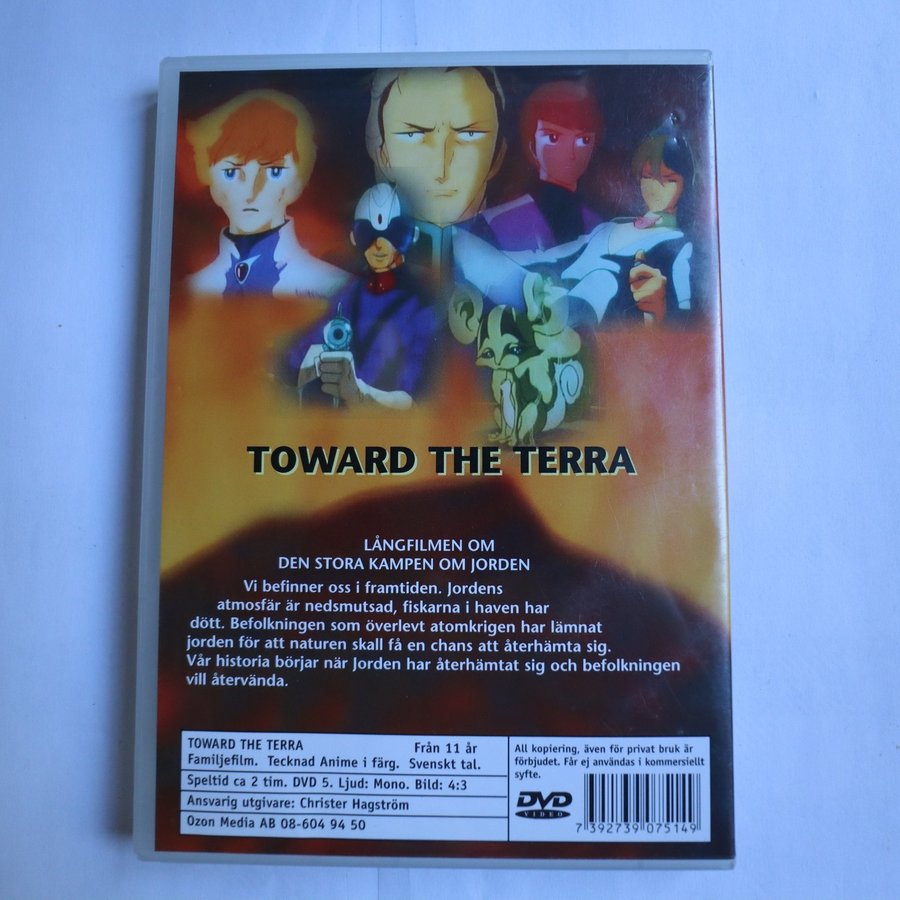 TOWARD THE TERRA
LÅNGFILMEN OM
DEN STORA KAMPEN OM JORDEN
Vi befinner oss i framtiden. Jordens
atmosfär är nedsmutsad, fiskarna i haven har
dött. Befolkningen som överlevt atomkrigen har lämnat
jorden för att naturen skall få en chans att återhämta sig.
Vår historia börjar när Jorden har återhämtat sig och befolkningen
vill återvända.
TOWARD THE TERRA Från 11 år
Familjefilm. Tecknad Anime i färg. Svenskt tal.
Speltid ca 2 tim. DVD 5. Ljud: Mono. Bild: 4:3
Ansvarig utgivare: Christer Hagström
Ozon Media AB 08-604 94 50
All kopiering, även för privat bruk är
förbjudet. Får ej användas i kommersiellt
syfte.
DVD
VIDEO
7 392739 075149